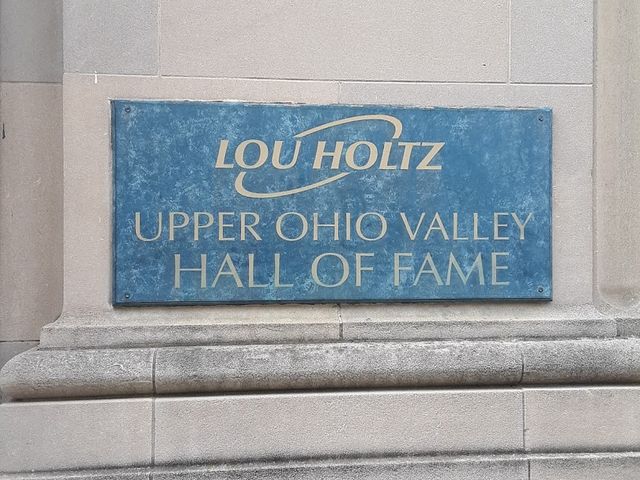 LOU HOLTZ
UPPER OHIO VALLEY
HALL OF FAME